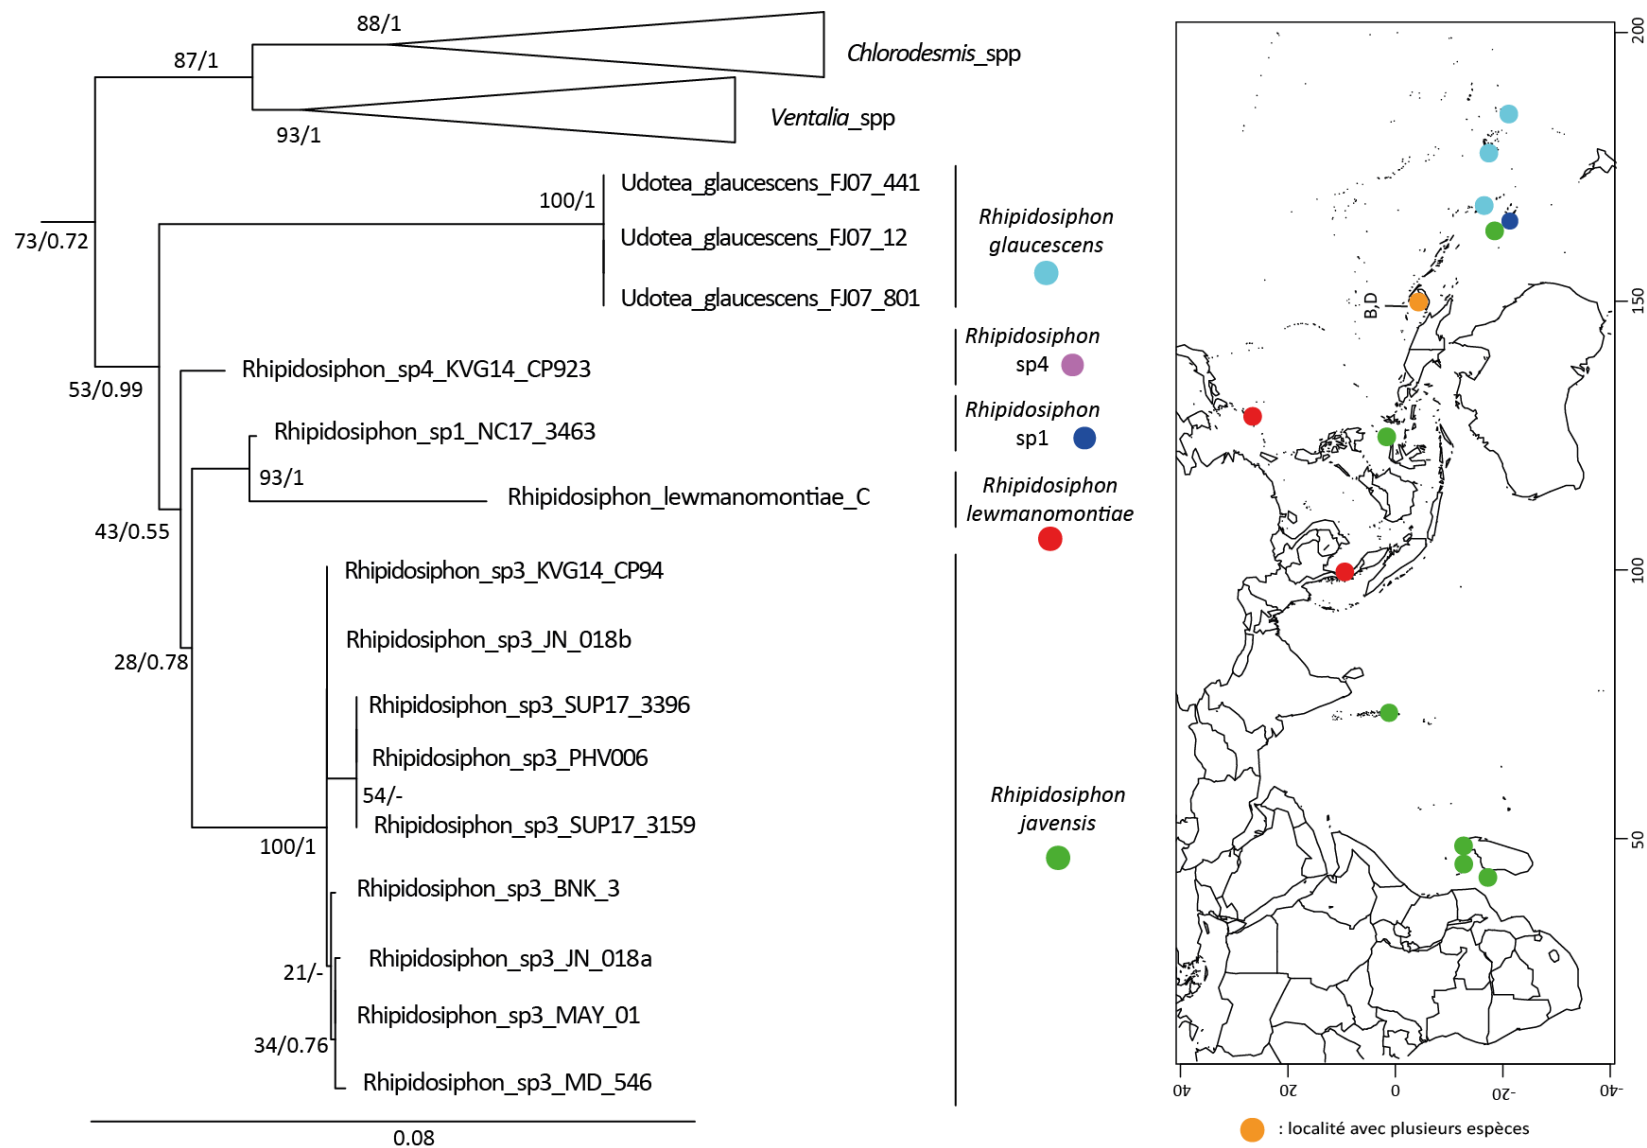 88/1
Chlorodesmis_spp
87/1
Ventalia_spp
93/1
73/0.72
100/1
Udotea_glaucescens_FJ07_441
Udotea_glaucescens_FJ07_12
Udotea_glaucescens_FJ07_801
Rhipidosiphon
glaucescens
53/0.99
Rhipidosiphon_sp4_KVG14_CP923
Rhipidosiphon
sp4
Rhipidosiphon_sp1_NC17_3463
93/1
Rhipidosiphon
sp1
Rhipidosiphon_lewmanomontiae_C
Rhipidosiphon
lewmanomontiae
43/0.55
Rhipidosiphon_sp3_KVG14_CP94
Rhipidosiphon_sp3_JN_018b
28/0.78
Rhipidosiphon_sp3_SUP17_3396
Rhipidosiphon_sp3_PHV006
54/-
Rhipidosiphon_sp3_SUP17_3159
100/1
Rhipidosiphon
javensis
Rhipidosiphon_sp3_BNK_3
21/-
Rhipidosiphon_sp3_JN_018a
Rhipidosiphon_sp3_MAY_01
34/0.76
Rhipidosiphon_sp3_MD_546
0.08
200
150
100
50
B,D
40
20
0
-20
-40
: localité avec plusieurs espèces